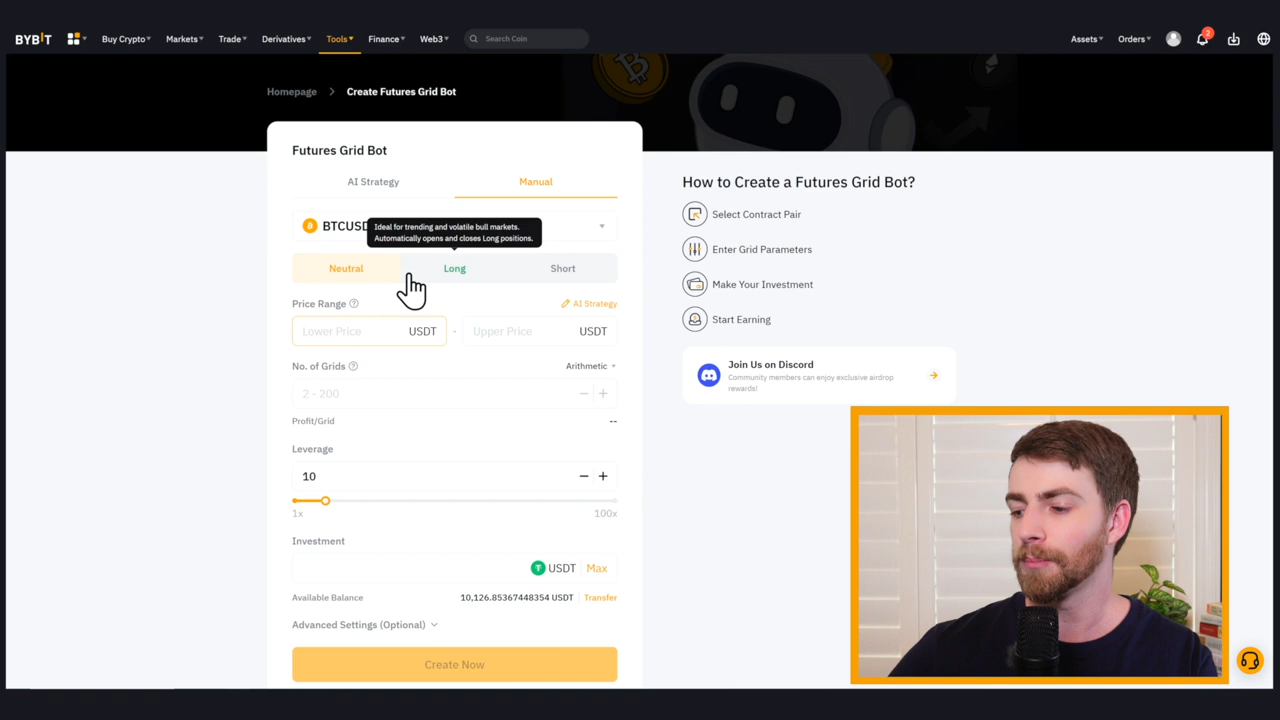 BYBIT
Buy Crypto
Markets
Trade
Derivatives
Tools
Finance
Web3
Search Coin
Assets
Orders
2
Homepage > Create Futures Grid Bot
Futures Grid Bot
AI Strategy
Manual
BTCUSD
Ideal for trending and volatile bull markets.
Automatically opens and closes Long positions.
Neutral
Long
Short
Price Range
AI Strategy
Lower Price USDT - Upper Price USDT
No. of Grids
Arithmetic
2 - 200
Profit/Grid
--
Leverage
10
1x
100x
Investment
USDT | Max
Available Balance
10,126.85367448354 USDT | Transfer
Advanced Settings (Optional)
Create Now
How to Create a Futures Grid Bot?
Select Contract Pair
Enter Grid Parameters
Make Your Investment
Start Earning
Join Us on Discord
Community members can enjoy exclusive airdrop
rewards!